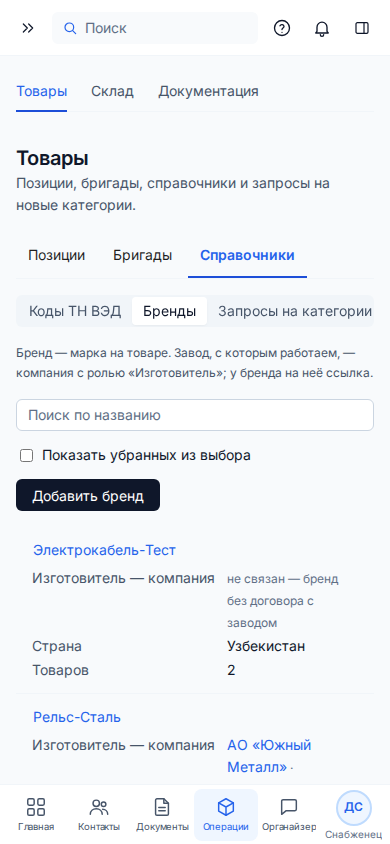 Поиск
Товары Склад Документация
Товары
Позиции, бригады, справочники и запросы на
новые категории.
Позиции Бригады Справочники
Коды ТН ВЭД Бренды Запросы на категории
Бренд — марка на товаре. Завод, с которым работаем, —
компания с ролью «Изготовитель»; у бренда на неё ссылка.
Поиск по названию
Показать убранных из выбора
Добавить бренд
Электрокабель-Тест
Изготовитель — компания не связан — бренд
без договора с
заводом
Страна Узбекистан
Товаров 2
Рельс-Сталь
Изготовитель — компания АО «Южный
Металл» ·
ДС
Главная Контакты Документы Операции Органайзер
Снабженец